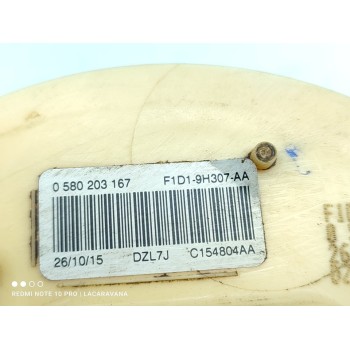 0 580 203 167 F1D1-9H307-AA
26/10/15 DZL7J C154804AA
REDMI NOTE 10 PRO | LACARAVANA